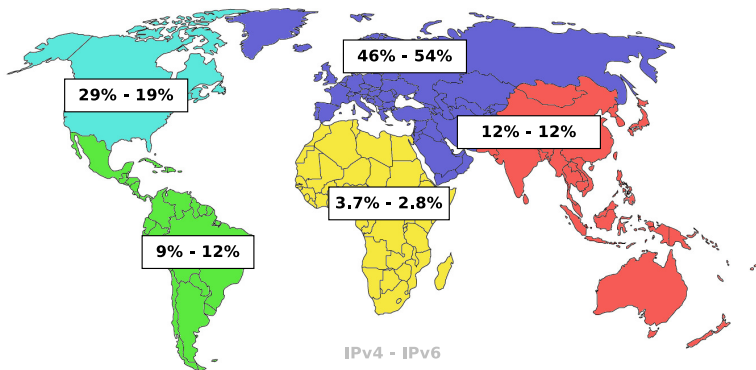 46% - 54%
29% - 19%
12% - 12%
3.7% - 2.8%
9% - 12%
IPv4 - IPv6